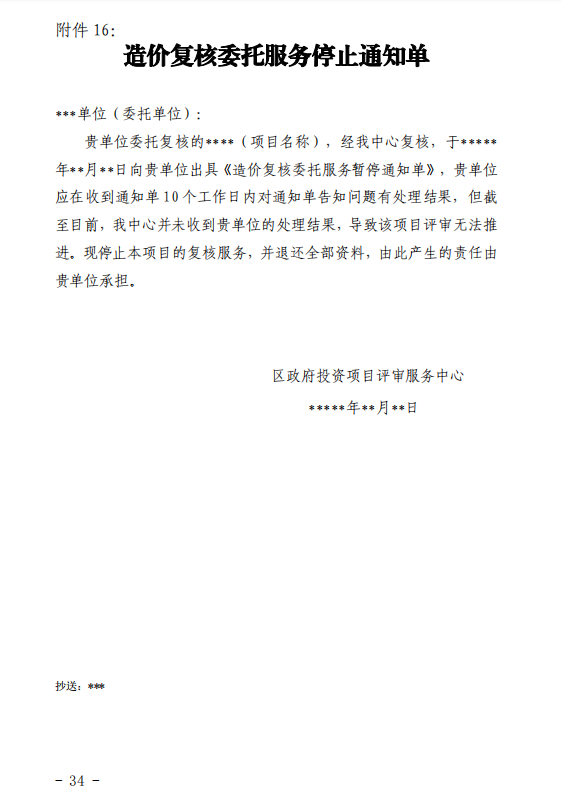 附件 16：
造价复核委托服务停止通知单
***单位（委托单位）：
贵单位委托复核的****（项目名称），经我中心复核，于*****
年**月**日向贵单位出具《造价复核委托服务暂停通知单》，贵单位
应在收到通知单 10 个工作日内对通知单告知问题有处理结果，但截
至目前，我中心并未收到贵单位的处理结果，导致该项目评审无法推
进。现停止本项目的复核服务，并退还全部资料，由此产生的责任由
贵单位承担。
区政府投资项目评审服务中心
*****年**月**日
抄送：***
- 34 -